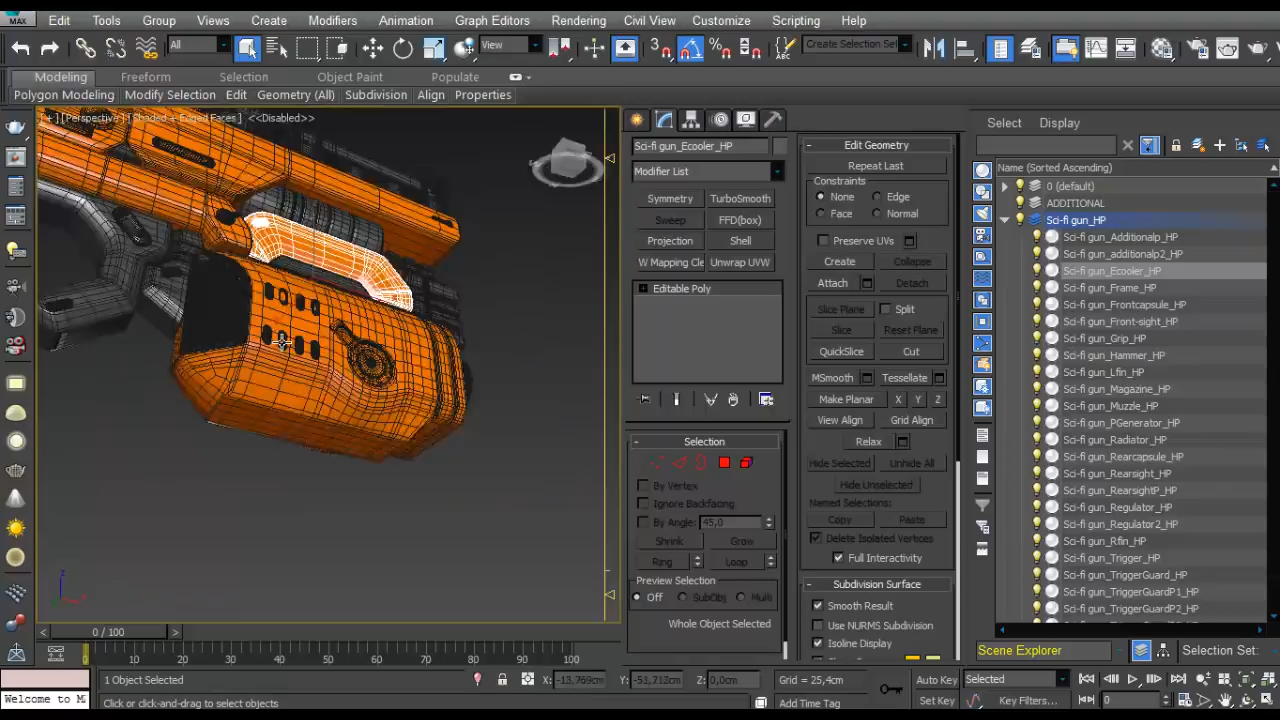 MAX Edit Tools Group Views Create Modifiers Animation Graph Editors Rendering Civil View Customize Scripting Help
All View Create Selection Set
Modeling Freeform Selection Object Paint Populate
Polygon Modeling Modify Selection Edit Geometry (All) Subdivision Align Properties
[+] [Perspective] [Shaded + Edged Faces] <<Disabled>>
Sci-fi gun_Ecooler_HP
Modifier List
Symmetry TurboSmooth
Sweep FFD(box)
Projection Shell
W Mapping Cle Unwrap UVW
Editable Poly
Selection
By Vertex
Ignore Backfacing
By Angle: 45,0
Shrink Grow
Ring Loop
Preview Selection
Off SubObj Multi
Whole Object Selected
Edit Geometry
Repeat Last
Constraints
None Edge
Face Normal
Preserve UVs
Create Collapse
Attach Detach
Slice Plane Split
Slice Reset Plane
QuickSlice Cut
MSmooth Tessellate
Make Planar X Y Z
View Align Grid Align
Relax
Hide Selected Unhide All
Hide Unselected
Named Selections:
Copy Paste
Delete Isolated Vertices
Full Interactivity
Subdivision Surface
Smooth Result
Use NURMS Subdivision
Isoline Display
Select Display
Name (Sorted Ascending)
0 (default)
ADDITIONAL
Sci-fi gun_HP
Sci-fi gun_Additionalp_HP
Sci-fi gun_additionalp2_HP
Sci-fi gun_Ecooler_HP
Sci-fi gun_Frame_HP
Sci-fi gun_Frontcapsule_HP
Sci-fi gun_Front-sight_HP
Sci-fi gun_Grip_HP
Sci-fi gun_Hammer_HP
Sci-fi gun_Lfin_HP
Sci-fi gun_Magazine_HP
Sci-fi gun_Muzzle_HP
Sci-fi gun_PGenerator_HP
Sci-fi gun_Radiator_HP
Sci-fi gun_Rearcapsule_HP
Sci-fi gun_Rearsight_HP
Sci-fi gun_RearsightP_HP
Sci-fi gun_Regulator_HP
Sci-fi gun_Regulator2_HP
Sci-fi gun_Rfin_HP
Sci-fi gun_Trigger_HP
Sci-fi gun_TriggerGuard_HP
Sci-fi gun_TriggerGuardP1_HP
Sci-fi gun_TriggerGuardP2_HP
Scene Explorer Selection Set:
z
0 / 100
0 10 20 30 40 50 60 70 80 90 100
1 Object Selected X: -13,769cm Y: -53,712cm Z: 0,0cm Grid = 25,4cm Auto Key Selected
Welcome to M Click or click-and-drag to select objects Add Time Tag Set Key Key Filters... 0